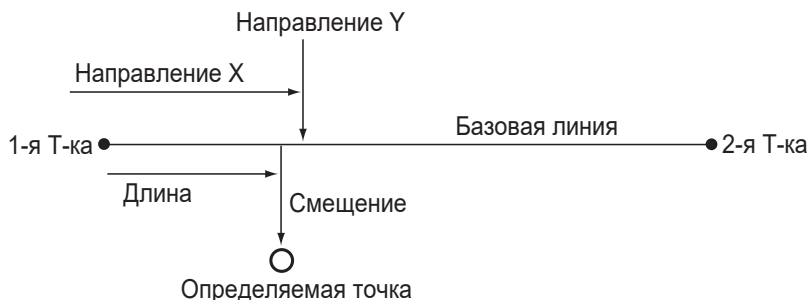 Направление Y
Направление X
Базовая линия
1-я Т-ка
2-я Т-ка
Длина
Смещение
Определяемая точка